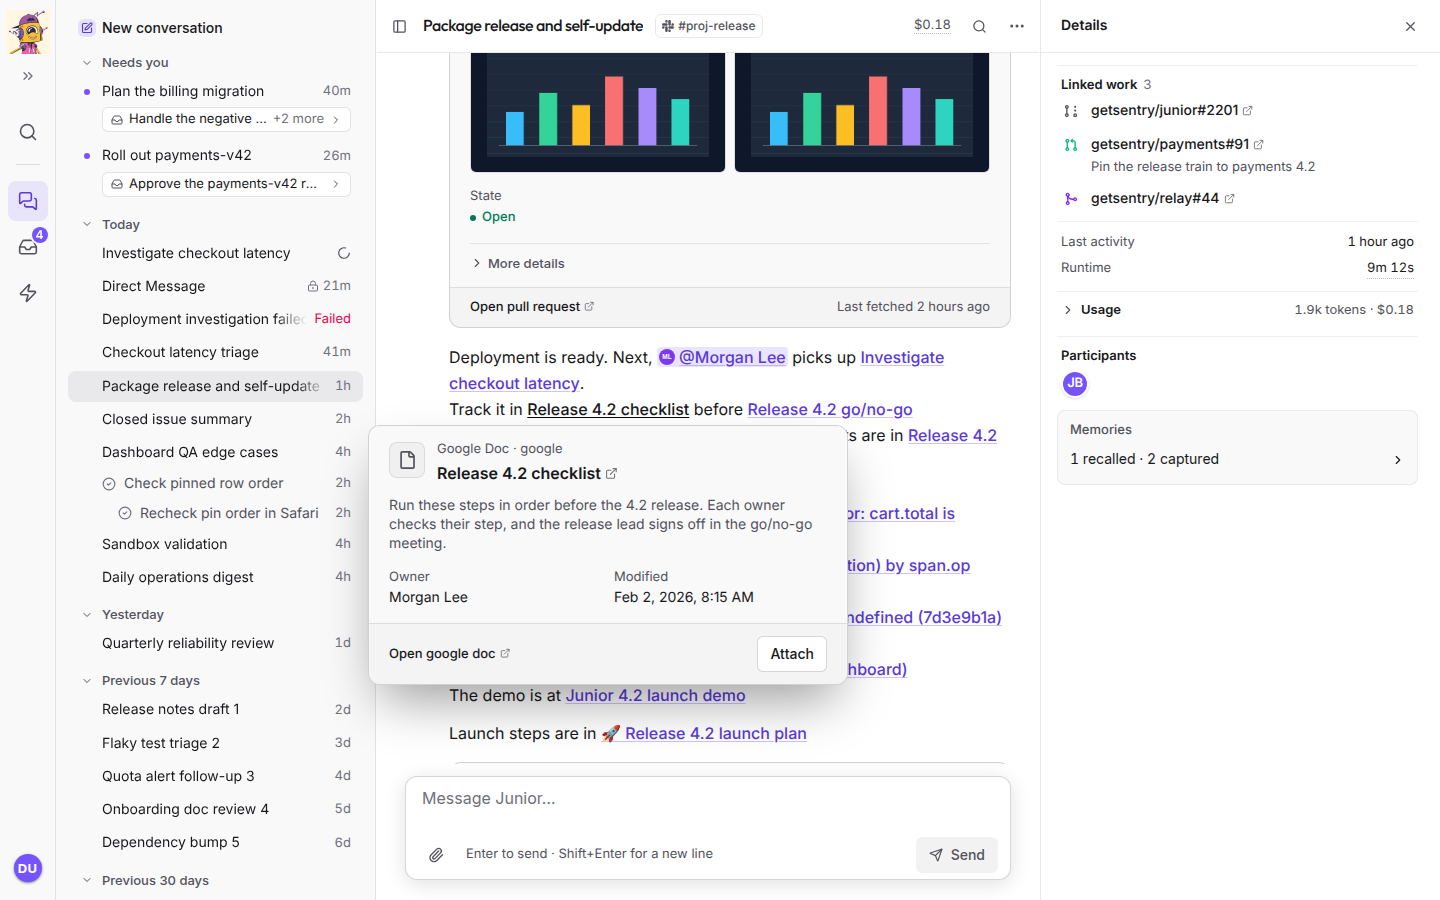 New conversation
Needs you
Plan the billing migration 40m
Handle the negative ... +2 more
Roll out payments-v42 26m
Approve the payments-v42 r...
Today
Investigate checkout latency
Direct Message 21m
Deployment investigation failed Failed
Checkout latency triage 41m
Package release and self-update 1h
Closed issue summary 2h
Dashboard QA edge cases 4h
Check pinned row order 2h
Recheck pin order in Safari 2h
Sandbox validation 4h
Daily operations digest 4h
Yesterday
Quarterly reliability review 1d
Previous 7 days
Release notes draft 1 2d
Flaky test triage 2 3d
Quota alert follow-up 3 4d
Onboarding doc review 4 5d
Dependency bump 5 6d
Previous 30 days
4
DU
Package release and self-update #proj-release $0.18
State
Open
More details
Open pull request Last fetched 2 hours ago
Deployment is ready. Next, ML @Morgan Lee picks up Investigate
checkout latency.
Track it in Release 4.2 checklist before Release 4.2 go/no-go
s are in Release 4.2
or: cart.total is
tion) by span.op
ndefined (7d3e9b1a)
hboard)
Google Doc · google
Release 4.2 checklist
Run these steps in order before the 4.2 release. Each owner
checks their step, and the release lead signs off in the go/no-go
meeting.
Owner Modified
Morgan Lee Feb 2, 2026, 8:15 AM
Open google doc Attach
The demo is at Junior 4.2 launch demo
Launch steps are in 🚀 Release 4.2 launch plan
Message Junior...
Enter to send · Shift+Enter for a new line Send
Details
Linked work 3
getsentry/junior#2201
getsentry/payments#91
Pin the release train to payments 4.2
getsentry/relay#44
Last activity 1 hour ago
Runtime 9m 12s
Usage 1.9k tokens · $0.18
Participants
JB
Memories
1 recalled · 2 captured